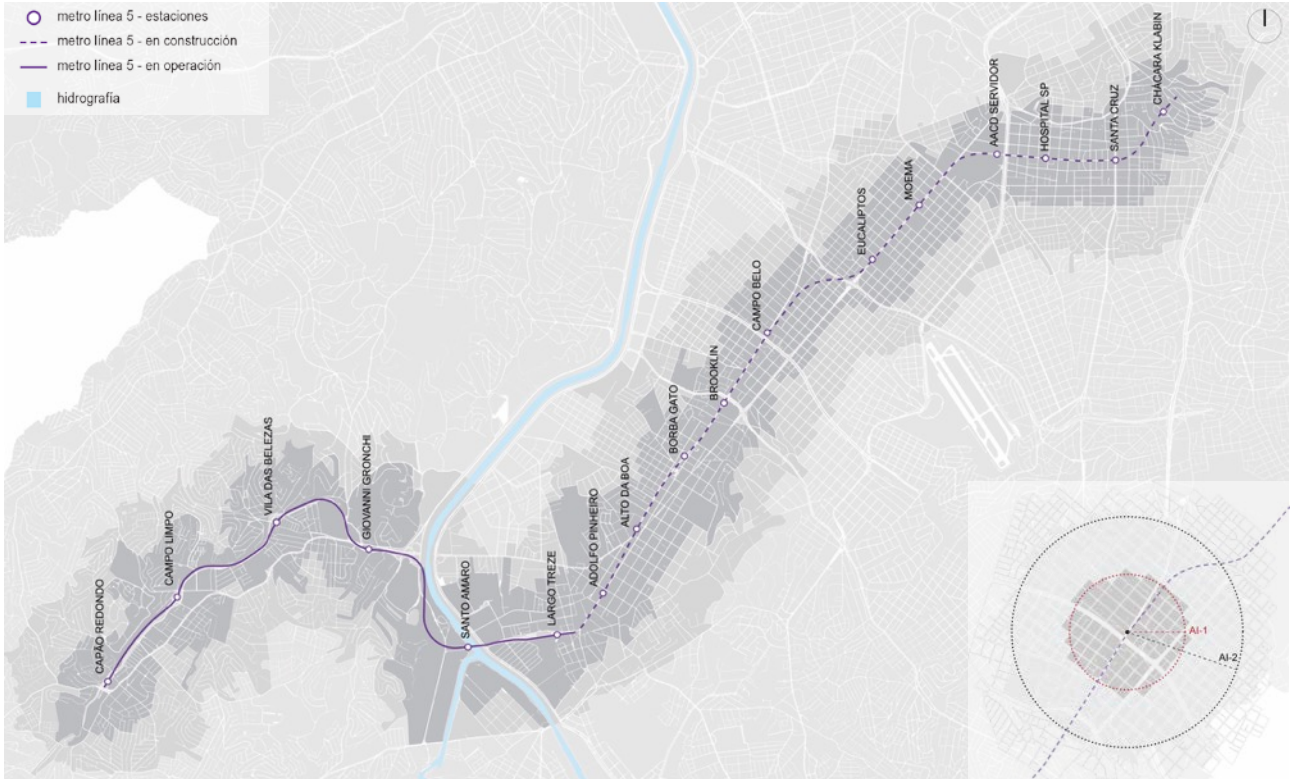 metro línea 5 - estaciones
metro línea 5 - en construcción
metro línea 5 - en operación
hidrografía
CAPÃO REDONDO
CAMPO LIMPO
VILA DAS BELEZAS
GIOVANNI GRONCHI
SANTO AMARO
LARGO TREZE
ADOLFO PINHEIRO
ALTO DA BOA
BORBA GATO
BROOKLIN
CAMPO BELO
EUCALIPTOS
MOEMA
AACD SERVIDOR
HOSPITAL SP
SANTA CRUZ
CHÁCARA KLABIN
AI-1
AI-2